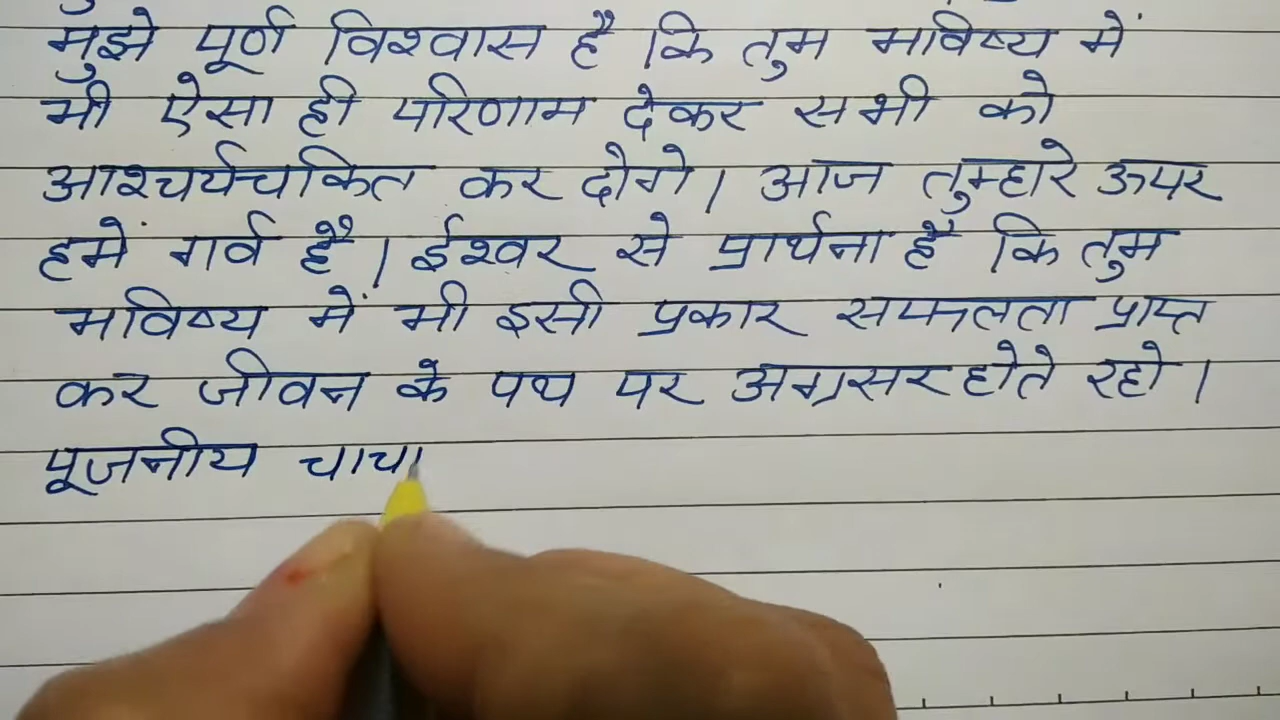 मुझे पूर्ण विश्वास है कि तुम भविष्य में
भी ऐसा ही परिणाम देकर सभी को
आश्चर्यचकित कर दोगे। आज तुम्हारे ऊपर
हमें गर्व है। ईश्वर से प्रार्थना है कि तुम
भविष्य में भी इसी प्रकार सफलता प्राप्त
कर जीवन के पथ पर अग्रसर होते रहो।
पूजनीय चाचा